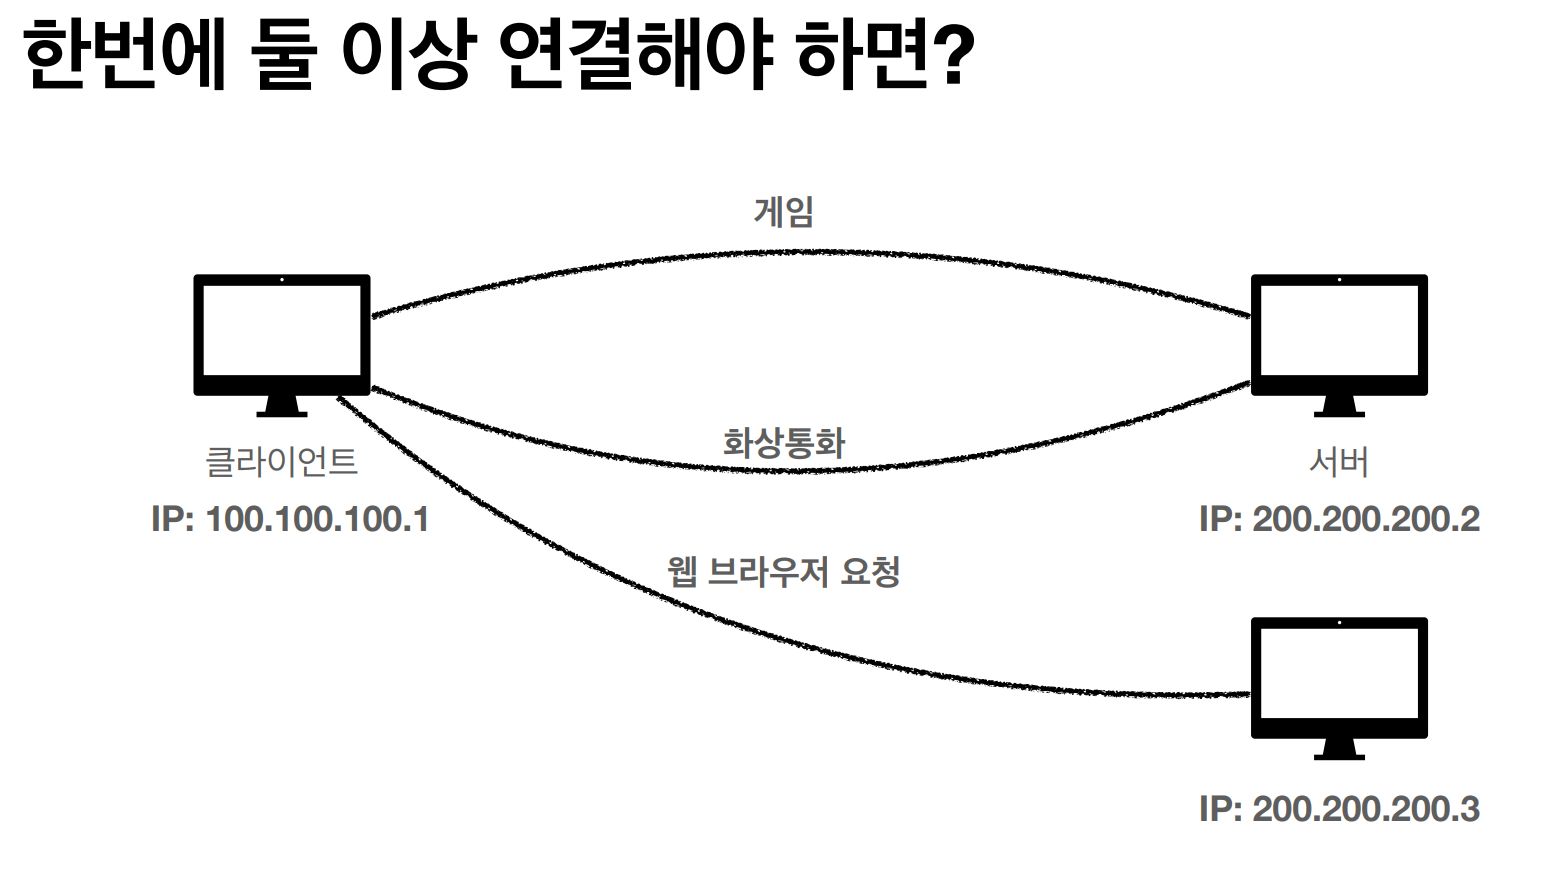 한번에 둘 이상 연결해야 하면?
게임
화상통화
클라이언트
서버
IP: 100.100.100.1
IP: 200.200.200.2
웹 브라우저 요청
IP: 200.200.200.3